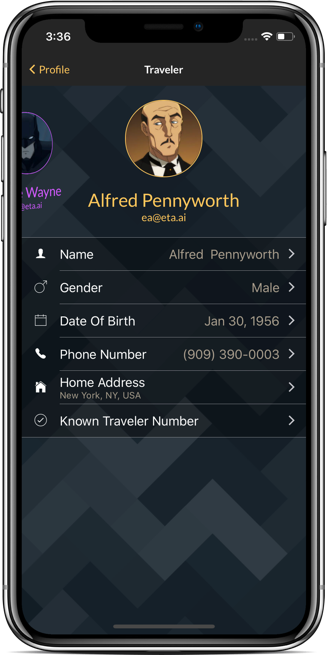 3:36
Profile
Traveler
Wayne
@eta.ai
Alfred Pennyworth
ea@eta.ai
Name Alfred Pennyworth
Gender Male
Date Of Birth Jan 30, 1956
Phone Number (909) 390-0003
Home Address
New York, NY, USA
Known Traveler Number